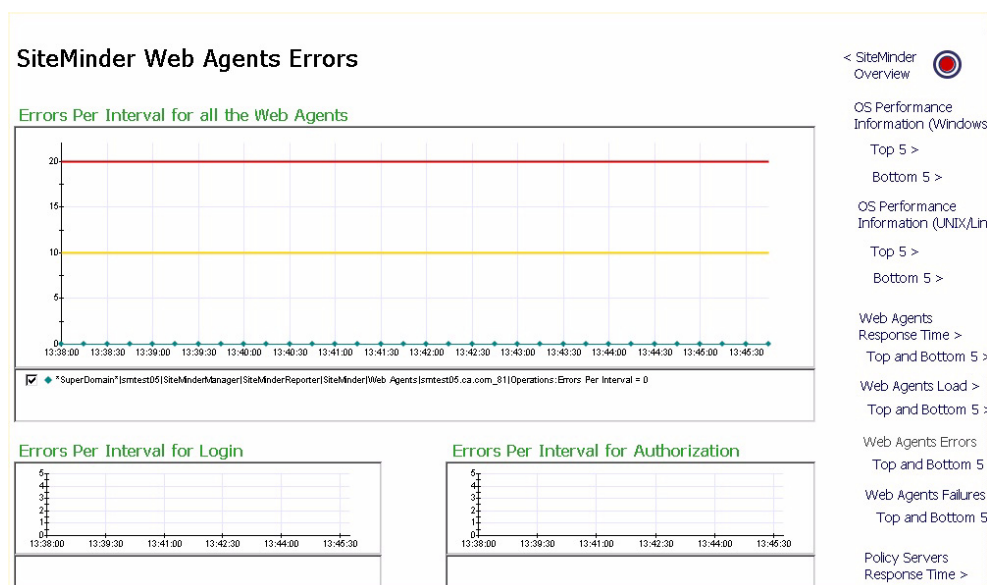 SiteMinder Web Agents Errors
Errors Per Interval for all the Web Agents
20
15
10
5
0
13:38:00 13:38:30 13:39:00 13:39:30 13:40:00 13:40:30 13:41:00 13:41:30 13:42:00 13:42:30 13:43:00 13:43:30 13:44:00 13:44:30 13:45:00 13:45:30
*SuperDomain*|smtest05|SiteMinderManager|SiteMinderReporter|SiteMinder|Web Agents|smtest05.ca.com_81|Operations:Errors Per Interval = 0
Errors Per Interval for Login
5
4
3
2
1
0
13:38:00 13:39:30 13:41:00 13:42:30 13:44:00 13:45:30
Errors Per Interval for Authorization
5
4
3
2
1
0
13:38:00 13:39:30 13:41:00 13:42:30 13:44:00 13:45:30
< SiteMinder
Overview
OS Performance
Information (Windows
Top 5 >
Bottom 5 >
OS Performance
Information (UNIX/Lin
Top 5 >
Bottom 5 >
Web Agents
Response Time >
Top and Bottom 5 >
Web Agents Load >
Top and Bottom 5 >
Web Agents Errors
Top and Bottom 5
Web Agents Failures
Top and Bottom 5
Policy Servers
Response Time >